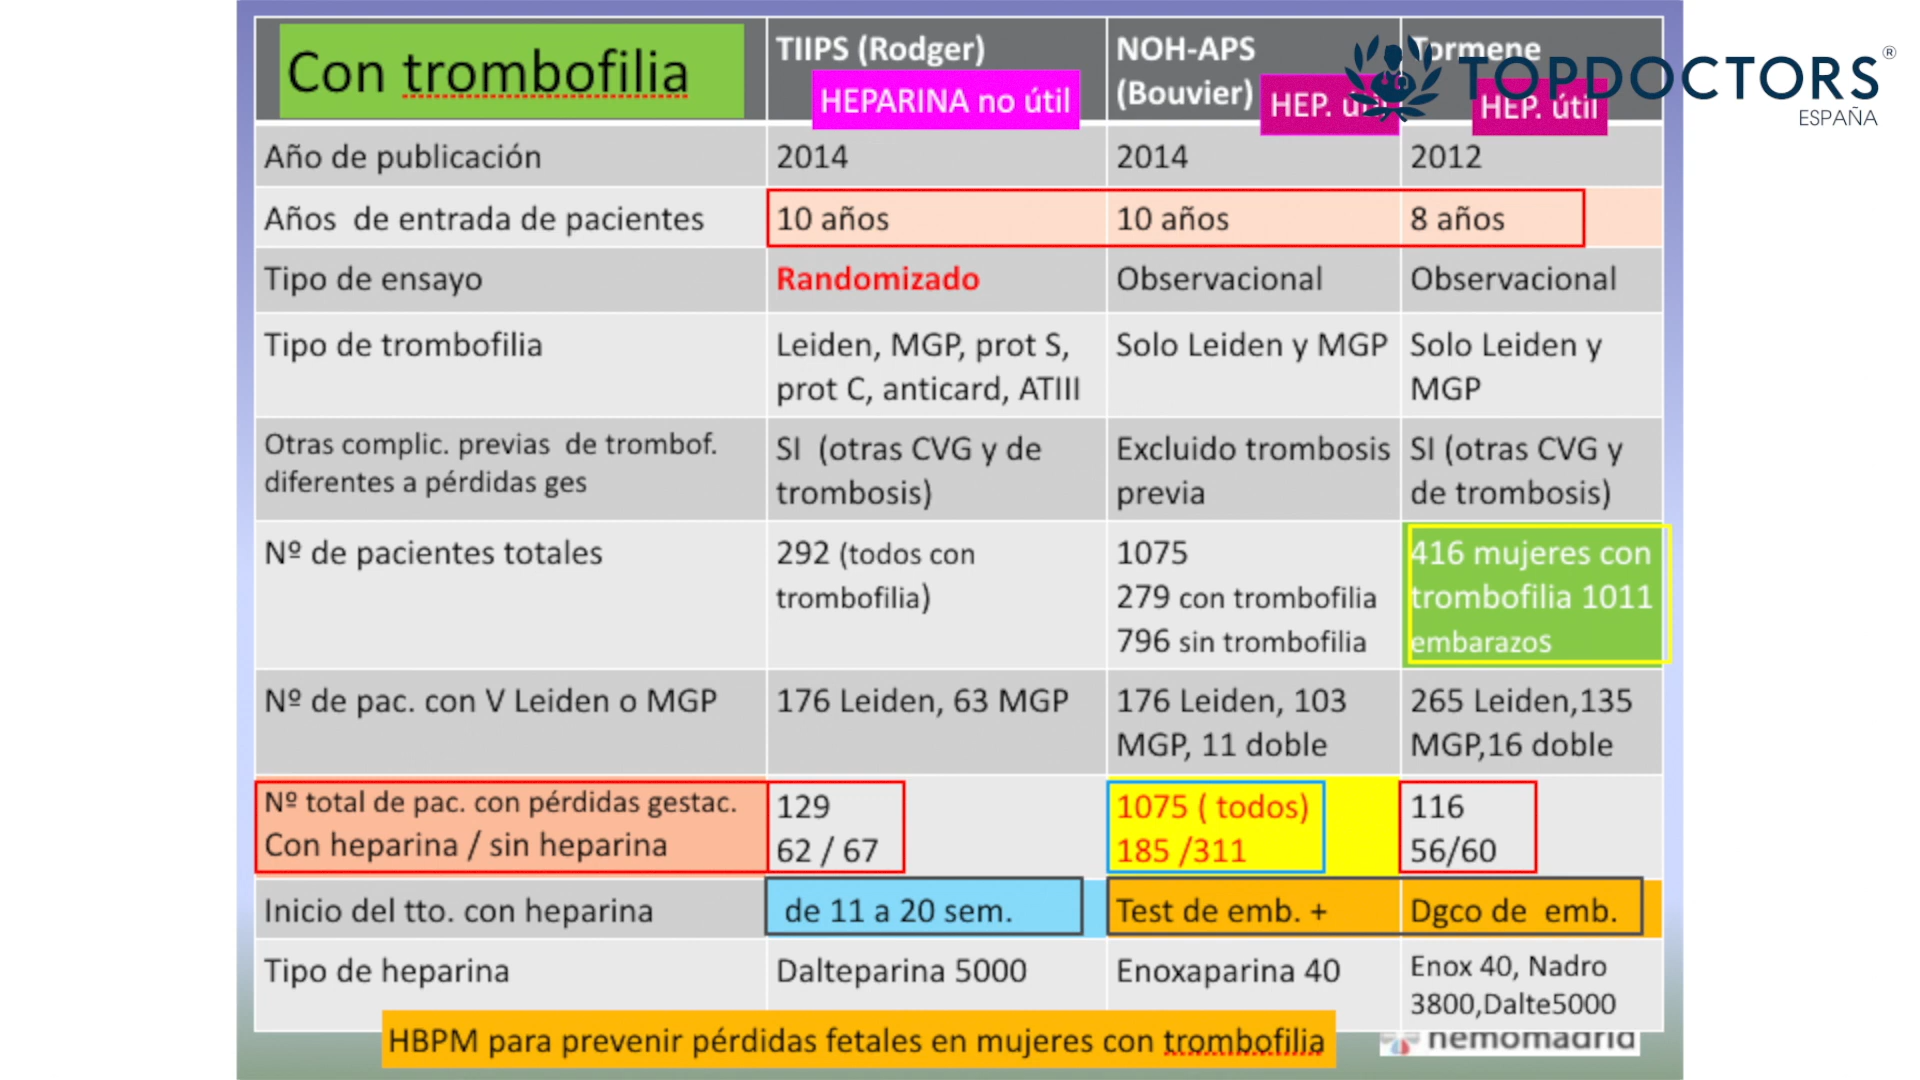 Con trombofilia
TIIPS (Rodger)
HEPARINA no útil
NOH-APS
(Bouvier)
HEP. útil
Tormene
HEP. útil
TOPDOCTORS®
ESPAÑA
Año de publicación
2014
2014
2012
Años de entrada de pacientes
10 años
10 años
8 años
Tipo de ensayo
Randomizado
Observacional
Observacional
Tipo de trombofilia
Leiden, MGP, prot S,
prot C, anticard, ATIII
Solo Leiden y MGP
Solo Leiden y
MGP
Otras complic. previas de trombof.
diferentes a pérdidas ges
SI (otras CVG y de
trombosis)
Excluido trombosis
previa
SI (otras CVG y
de trombosis)
Nº de pacientes totales
292 (todos con
trombofilia)
1075
279 con trombofilia
796 sin trombofilia
416 mujeres con
trombofilia 1011
embarazos
Nº de pac. con V Leiden o MGP
176 Leiden, 63 MGP
176 Leiden, 103
MGP, 11 doble
265 Leiden,135
MGP,16 doble
Nº total de pac. con pérdidas gestac.
Con heparina / sin heparina
129
62 / 67
1075 ( todos)
185 /311
116
56/60
Inicio del tto. con heparina
de 11 a 20 sem.
Test de emb. +
Dgco de emb.
Tipo de heparina
Dalteparina 5000
Enoxaparina 40
Enox 40, Nadro
3800,Dalte5000
HBPM para prevenir pérdidas fetales en mujeres con trombofilia
hemomadrid